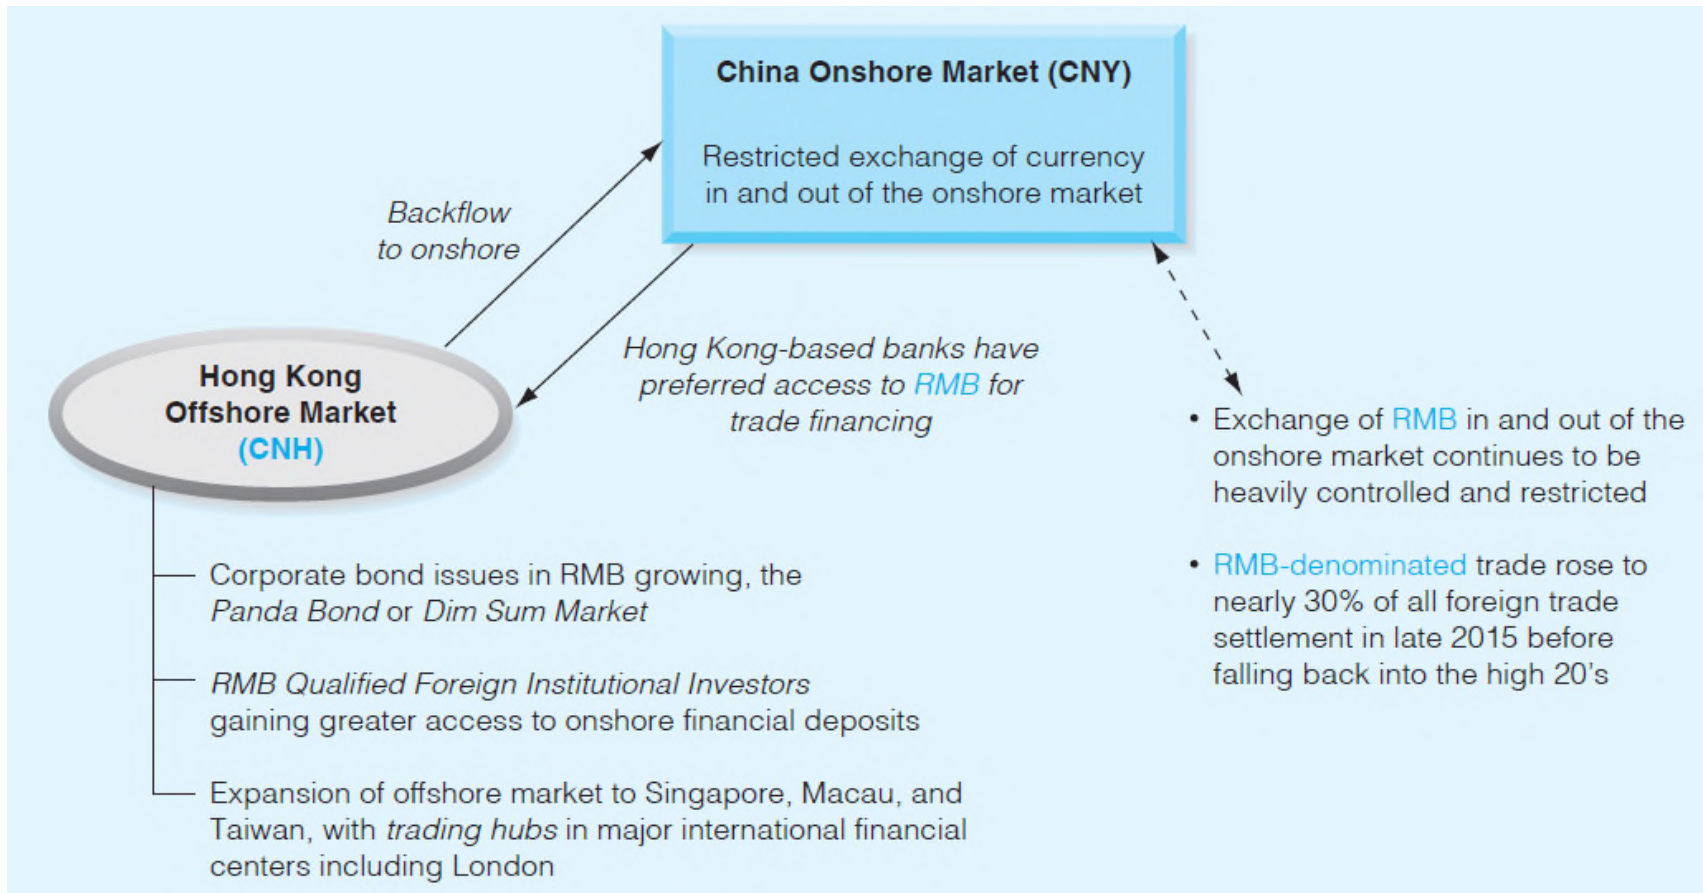 China Onshore Market (CNY)
Restricted exchange of currency
in and out of the onshore market
Backflow
to onshore
Hong Kong-based banks have
preferred access to RMB for
trade financing
Hong Kong
Offshore Market
(CNH)
• Exchange of RMB in and out of the
onshore market continues to be
heavily controlled and restricted
• RMB-denominated trade rose to
nearly 30% of all foreign trade
settlement in late 2015 before
falling back into the high 20's
Corporate bond issues in RMB growing, the
Panda Bond or Dim Sum Market
RMB Qualified Foreign Institutional Investors
gaining greater access to onshore financial deposits
Expansion of offshore market to Singapore, Macau, and
Taiwan, with trading hubs in major international financial
centers including London